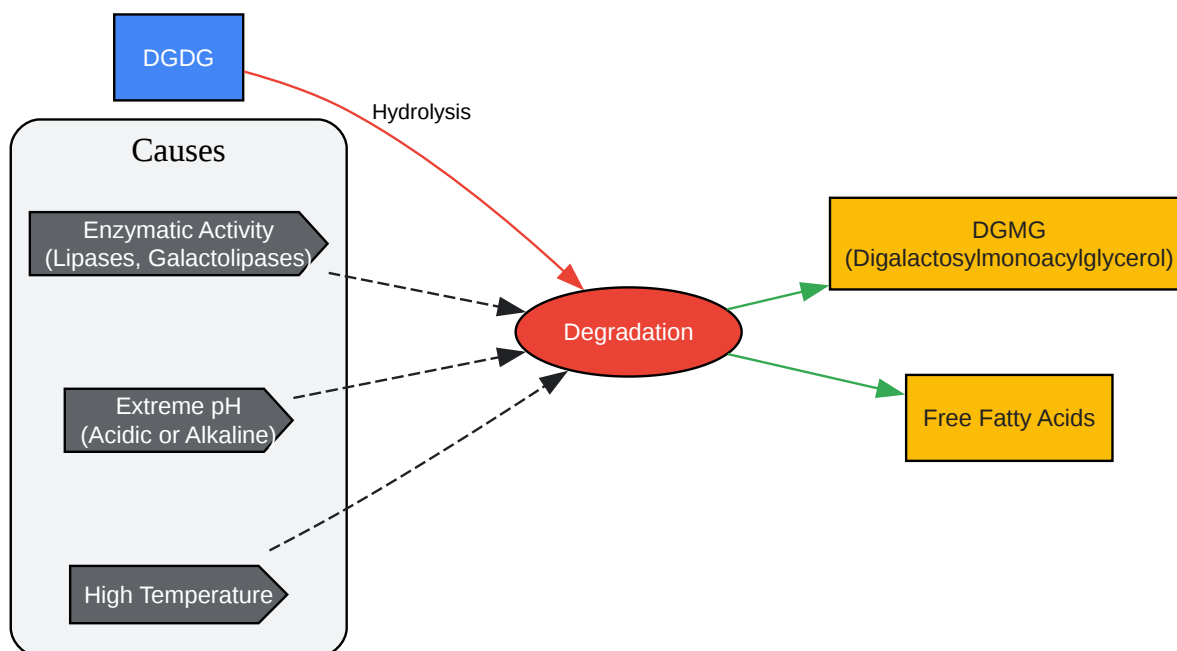 DGDG
Hydrolysis
Causes
Enzymatic Activity
(Lipases, Galactolipases)
Extreme pH
(Acidic or Alkaline)
High Temperature
Degradation
DGMG
(Digalactosylmonoacylglycerol)
Free Fatty Acids